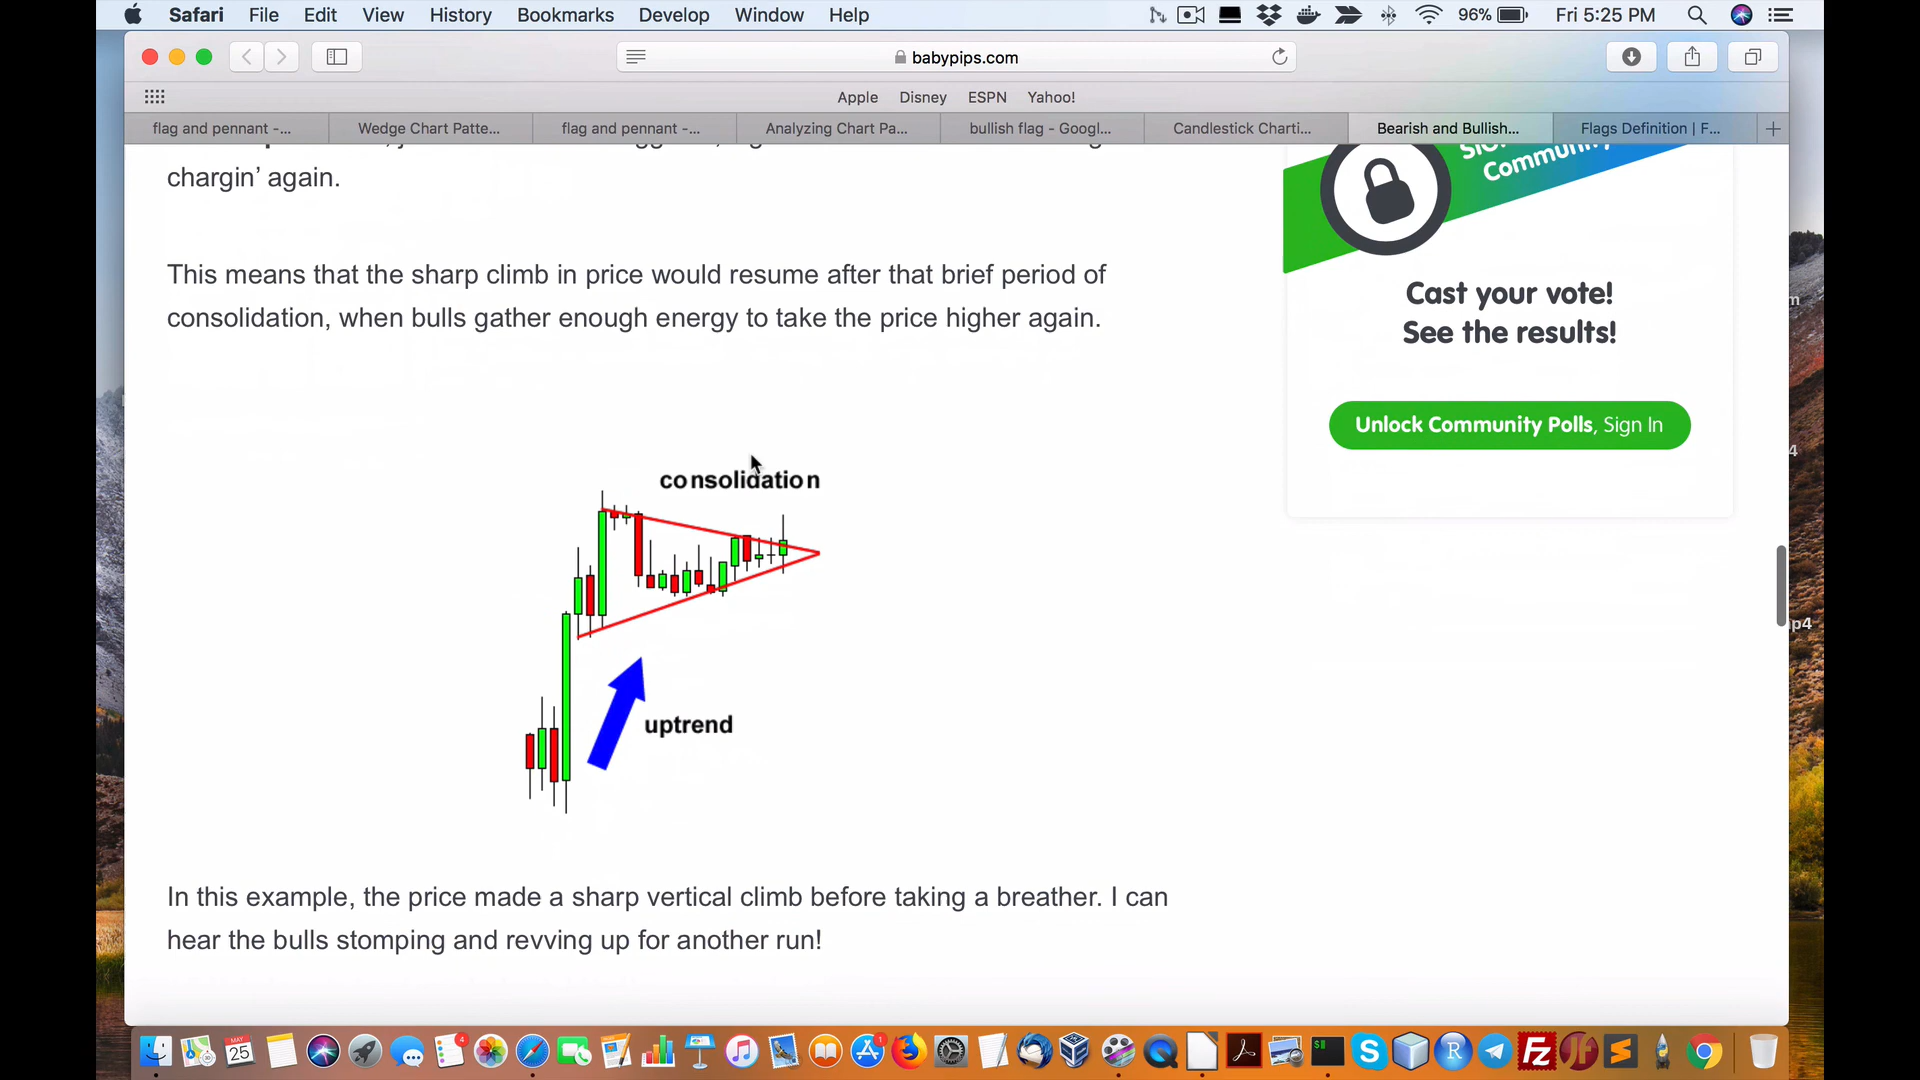 Safari File Edit View History Bookmarks Develop Window Help 96% Fri 5:25 PM
babypips.com
Apple Disney ESPN Yahoo!
flag and pennant -... Wedge Chart Patte... flag and pennant -... Analyzing Chart Pa... bullish flag - Googl... Candlestick Charti... Bearish and Bullish... Flags Definition | F...
chargin’ again.
Community
This means that the sharp climb in price would resume after that brief period of
consolidation, when bulls gather enough energy to take the price higher again.
Cast your vote!
See the results!
Unlock Community Polls, Sign In
consolidation
uptrend
In this example, the price made a sharp vertical climb before taking a breather. I can
hear the bulls stomping and revving up for another run!
MAY
25
4
1